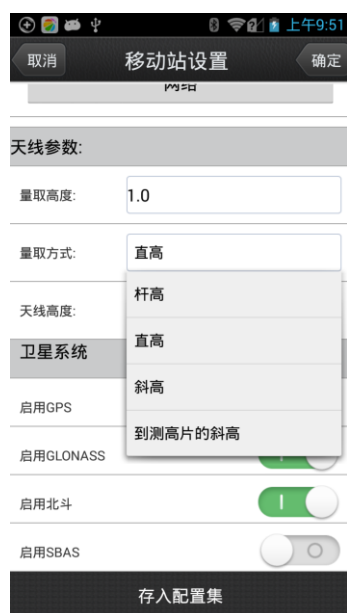 上午9:51
取消
移动站设置
确定
网络
天线参数:
量取高度:
1.0
量取方式:
直高
天线高度:
杆高
直高
斜高
到测高片的斜高
卫星系统
启用GPS
启用GLONASS
启用北斗
启用SBAS
存入配置集